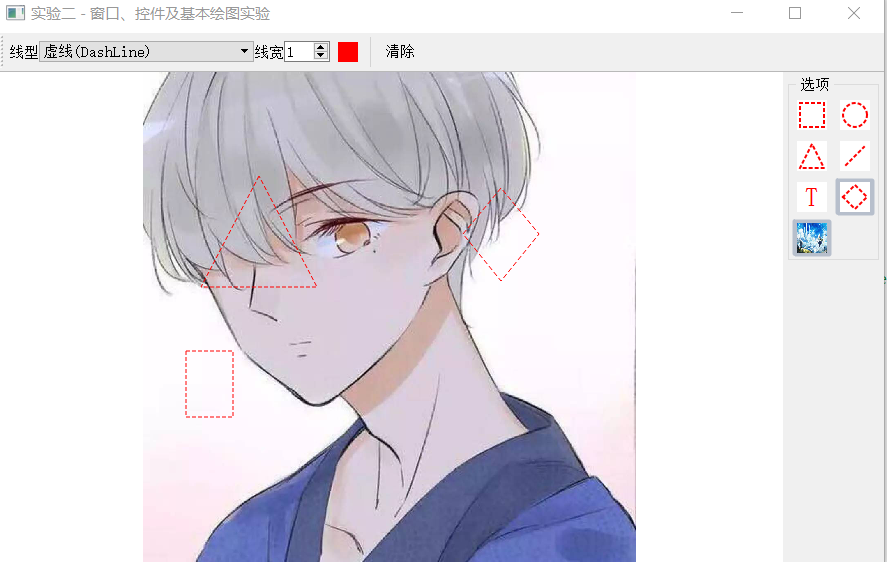 实验二 - 窗口、控件及基本绘图实验
线型 虚线(DashLine) 线宽 1 清除
选项
T